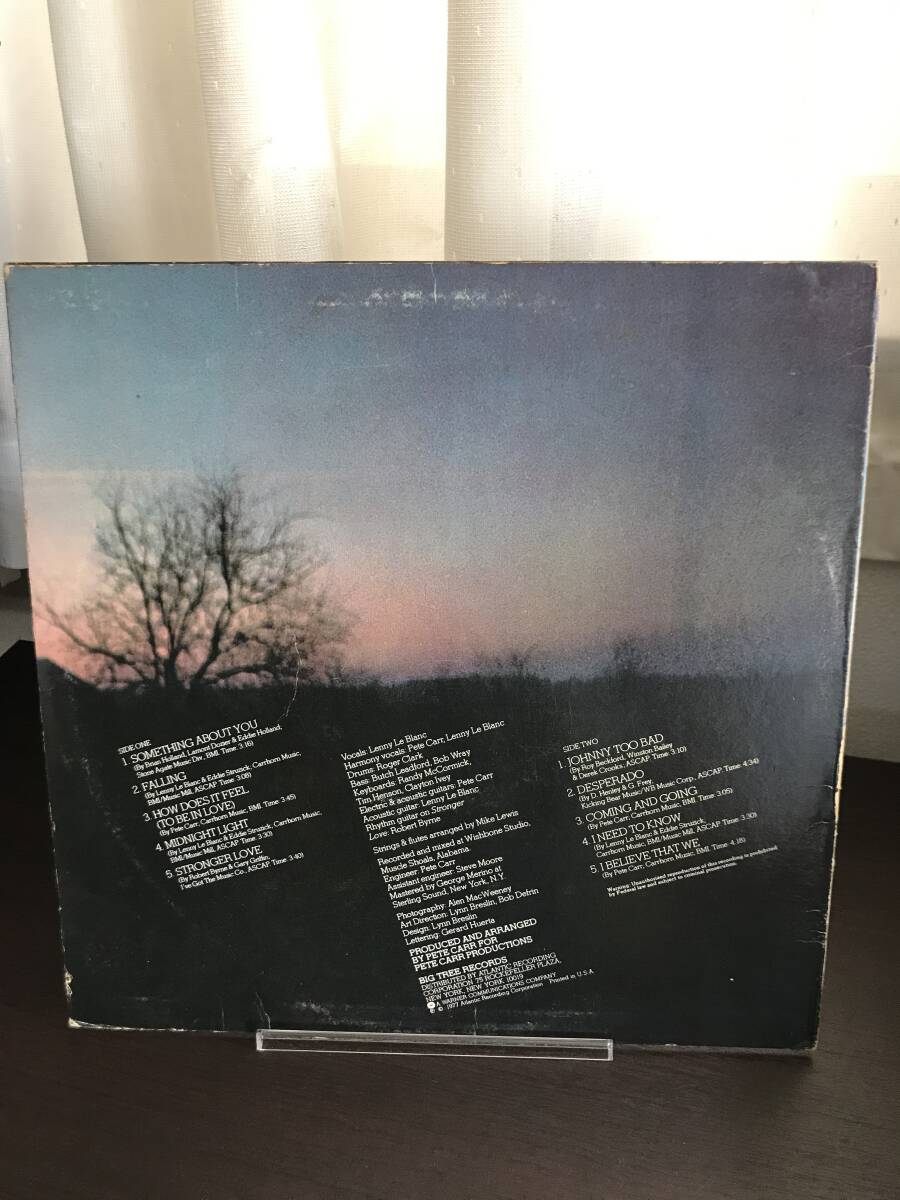 SIDE ONE
1. SOMETHING ABOUT YOU
(By Brian Holland, Lamont Dozier & Eddie Holland,
Stone Agate Music Div., BMI. Time: 3.16)
2. FALLING
(By Lenny Le Blanc & Eddie Struzick, Carrhorn Music,
BMI/Music Mill, ASCAP Time: 3.08)
3. HOW DOES IT FEEL
(TO BE IN LOVE)
(By Pete Carr, Carrhorn Music, BMI. Time: 3.45)
4. MIDNIGHT LIGHT
(By Lenny Le Blanc & Eddie Struzick, Carrhorn Music,
BMI/Music Mill, ASCAP Time: 3.30)
5. STRONGER LOVE
(By Robert Byrne & Gary Griffin,
I've Got The Music Co., ASCAP. Time: 3.40)
Vocals: Lenny Le Blanc
Harmony vocals: Pete Carr, Lenny Le Blanc
Drums: Roger Clark
Bass: Butch Leadford, Bob Wray
Keyboards: Randy McCormick,
Tim Henson, Clayton Ivey
Electric & acoustic guitars: Pete Carr
Acoustic guitar: Lenny Le Blanc
Rhythm guitar on Stronger
Love: Robert Byrne
Strings & flutes arranged by Mike Lewis
Recorded and mixed at Wishbone Studio,
Muscle Shoals, Alabama.
Engineer: Pete Carr
Assistant engineer: Steve Moore
Mastered by George Merino at
Sterling Sound, New York, N.Y.
Photography: Alen MacWeeney
Art Direction: Lynn Breslin, Bob Defrin
Design: Lynn Breslin
Lettering: Gerard Huerta
PRODUCED AND ARRANGED
BY PETE CARR FOR
PETE CARR PRODUCTIONS
BIG TREE RECORDS
DISTRIBUTED BY ATLANTIC RECORDING
CORPORATION 75 ROCKEFELLER PLAZA,
NEW YORK, NEW YORK 10019
A WARNER COMMUNICATIONS COMPANY
℗ © 1977 Atlantic Recording Corporation Printed in U.S.A
SIDE TWO
1. JOHNNY TOO BAD
(By Roy Beckford, Winston Bailey
& Derek Crooks, ASCAP Time: 3.10)
2. DESPERADO
(By D. Henley & G. Frey,
Kicking Bear Music/WB Music Corp., ASCAP Time: 4:34)
3. COMING AND GOING
(By Pete Carr, Carrhorn Music, BMI. Time: 3.05)
4. I NEED TO KNOW
(By Lenny Le Blanc & Eddie Struzick,
Carrhorn Music, BMI/Music Mill, ASCAP Time: 3.30)
5. I BELIEVE THAT WE
(By Pete Carr, Carrhorn Music, BMI. Time: 4.18)
Warning: Unauthorized reproduction of this recording is prohibited
by Federal law and subject to criminal prosecution.